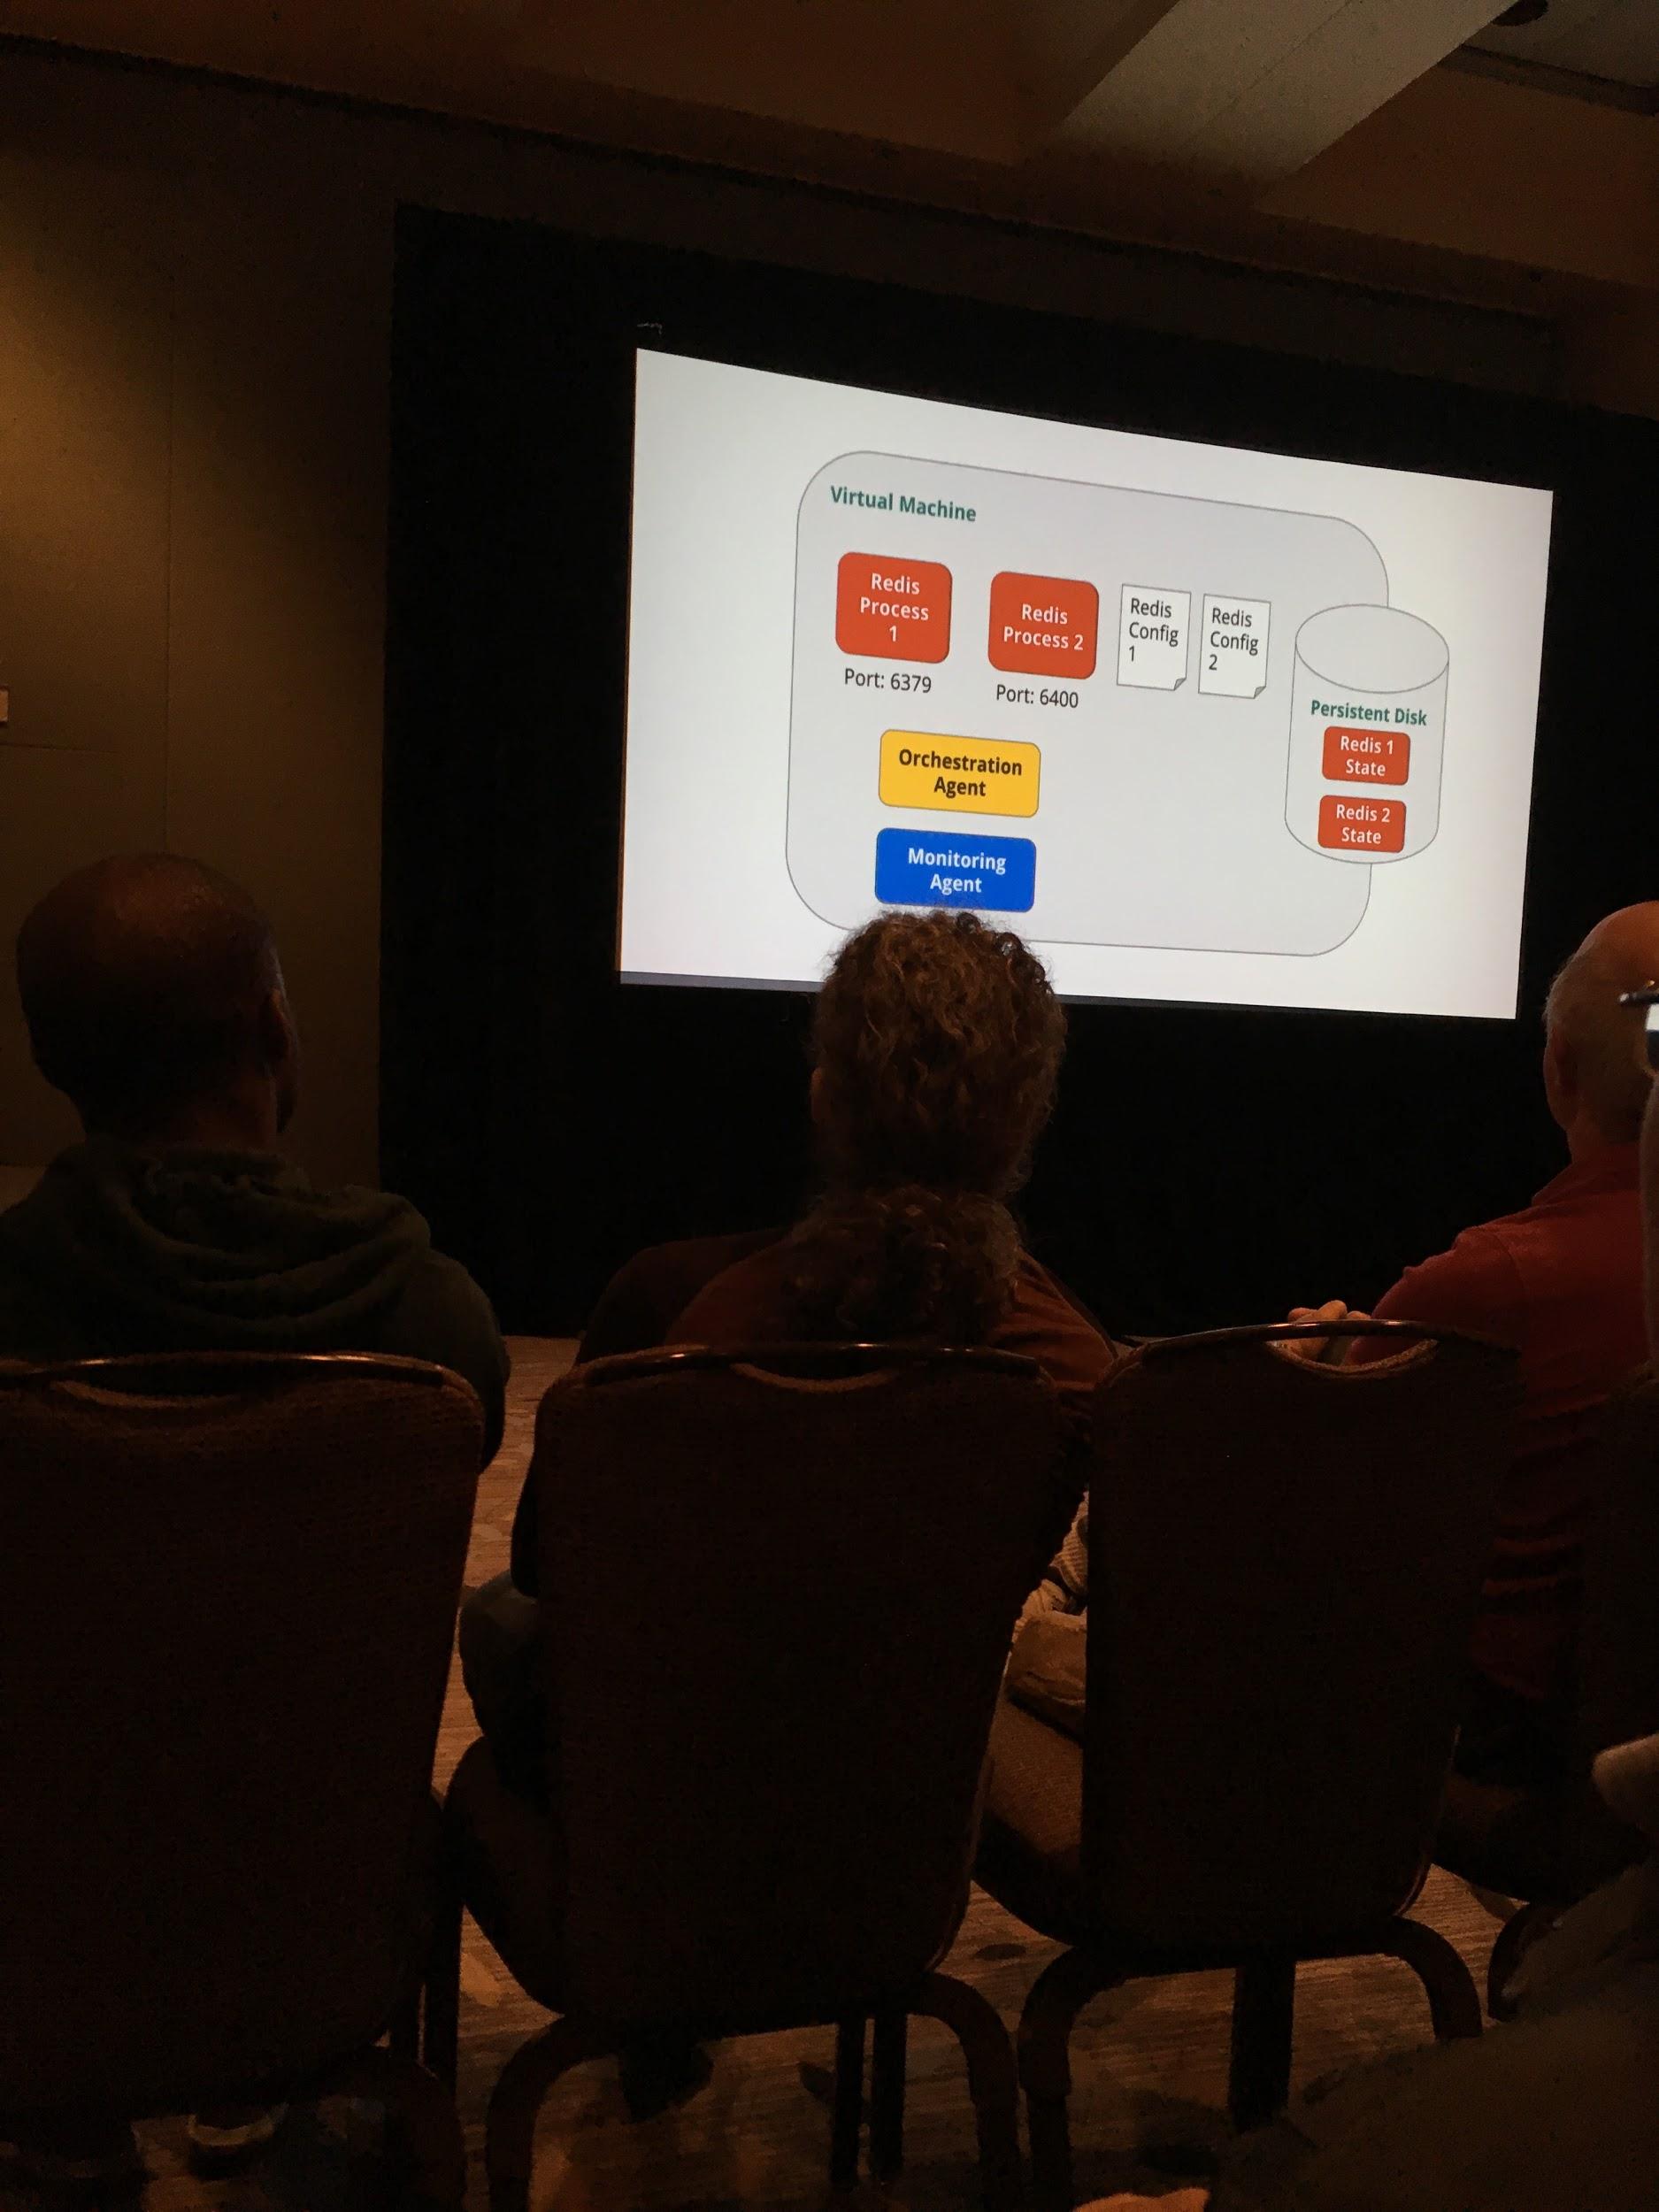 Virtual Machine
Redis
Process
1
Port: 6379
Redis
Process 2
Port: 6400
Redis
Config
1
Redis
Config
2
Orchestration
Agent
Monitoring
Agent
Persistent Disk
Redis 1
State
Redis 2
State